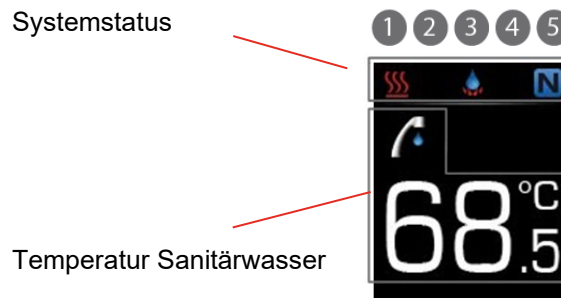 Systemstatus
1 2 3 4 5
N
°C
68.5
Temperatur Sanitärwasser